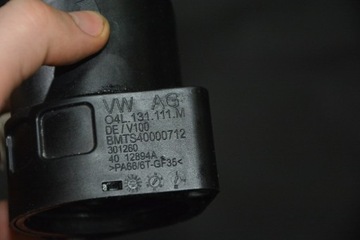 VW AG
04L.131.111.M
DE/V100
BMTS40000712
301260
40 12894A
>PA66/6T-GF35<